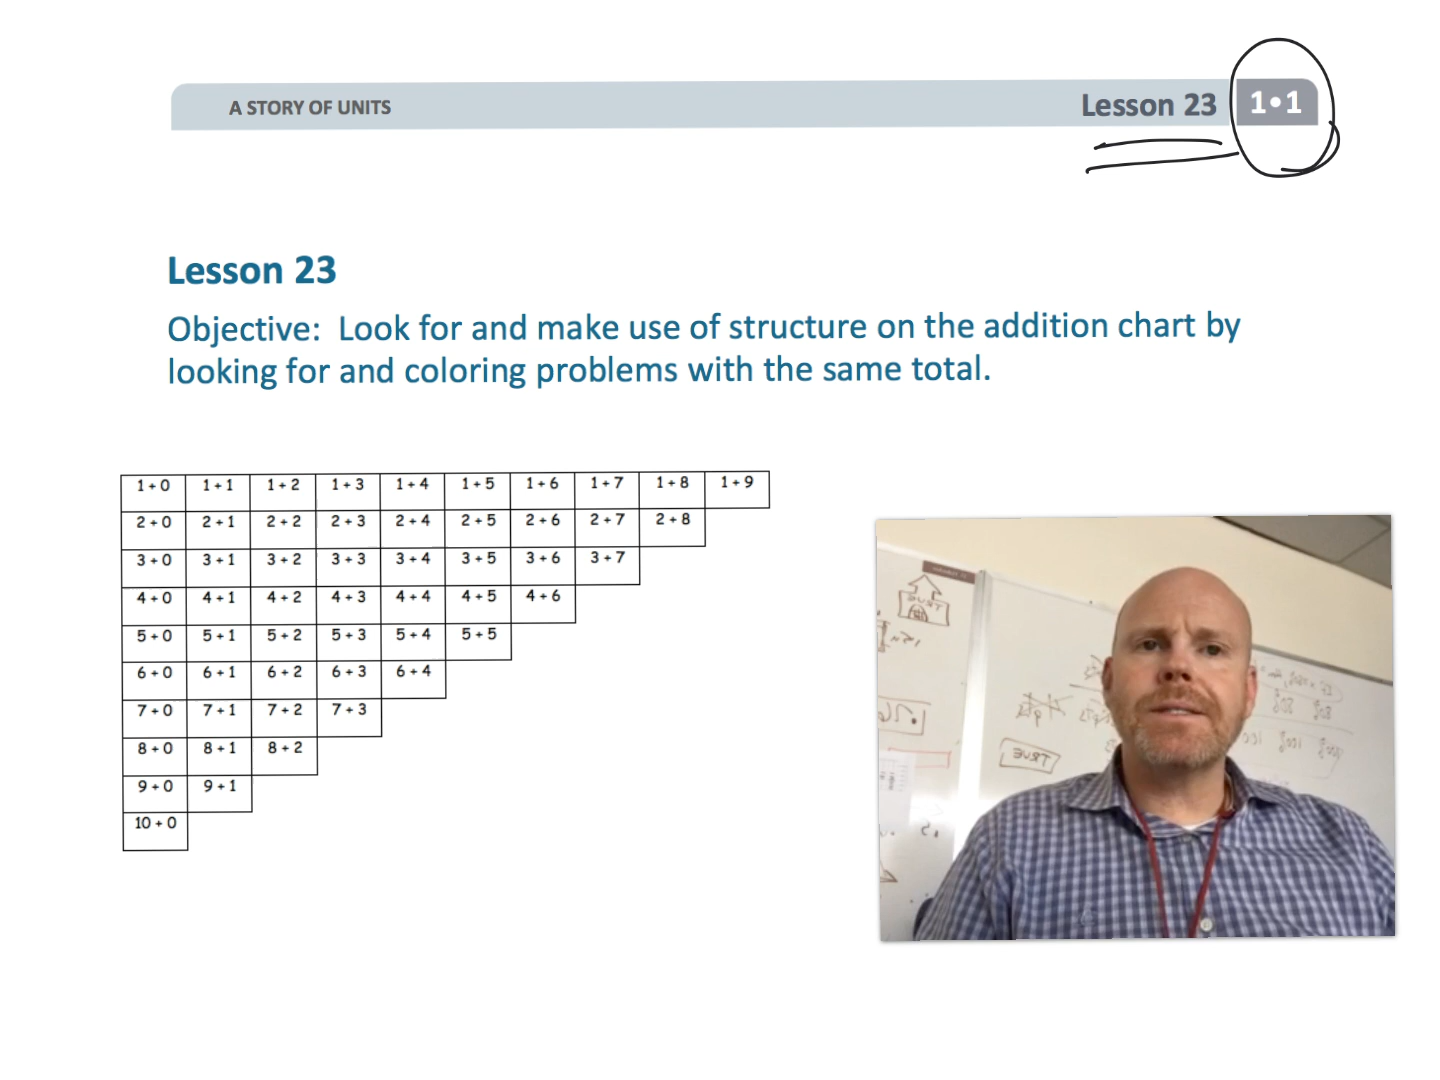 A STORY OF UNITS
Lesson 23 1•1
Lesson 23
Objective: Look for and make use of structure on the addition chart by
looking for and coloring problems with the same total.
1 + 0 1 + 1 1 + 2 1 + 3 1 + 4 1 + 5 1 + 6 1 + 7 1 + 8 1 + 9
2 + 0 2 + 1 2 + 2 2 + 3 2 + 4 2 + 5 2 + 6 2 + 7 2 + 8
3 + 0 3 + 1 3 + 2 3 + 3 3 + 4 3 + 5 3 + 6 3 + 7
4 + 0 4 + 1 4 + 2 4 + 3 4 + 4 4 + 5 4 + 6
5 + 0 5 + 1 5 + 2 5 + 3 5 + 4 5 + 5
6 + 0 6 + 1 6 + 2 6 + 3 6 + 4
7 + 0 7 + 1 7 + 2 7 + 3
8 + 0 8 + 1 8 + 2
9 + 0 9 + 1
10 + 0
TRUE